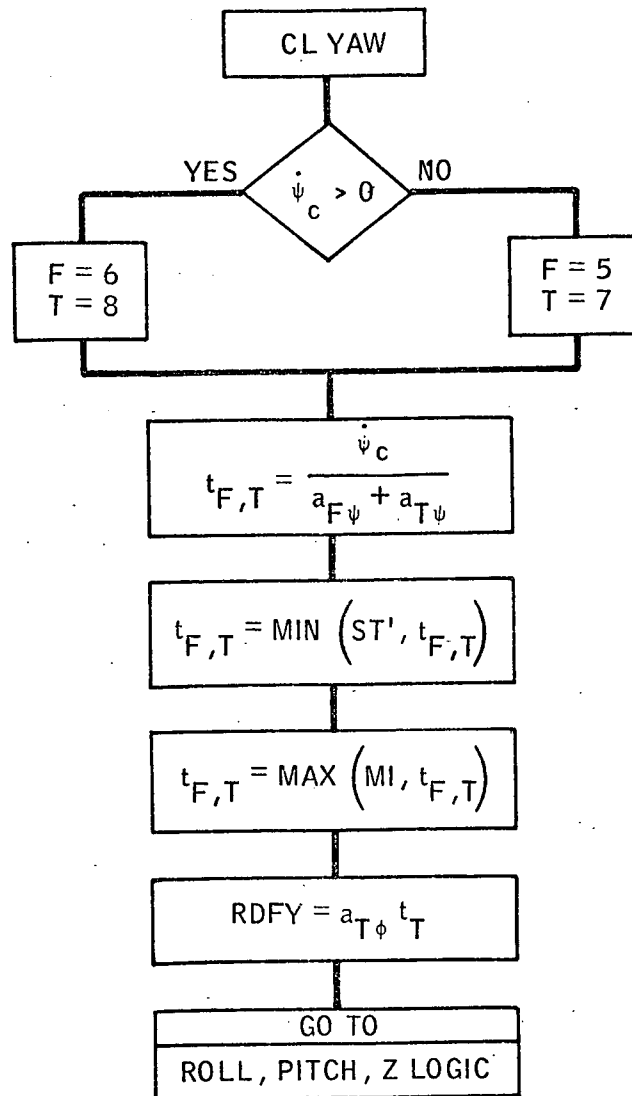 CL YAW
YES
ψ̇c > 0
NO
F = 6
T = 8
F = 5
T = 7
tF,T = ψ̇c / (aFψ + aTψ)
tF,T = MIN (ST', tF,T)
tF,T = MAX (MI, tF,T)
RDFY = aTϕ tT
GO TO
ROLL, PITCH, Z LOGIC